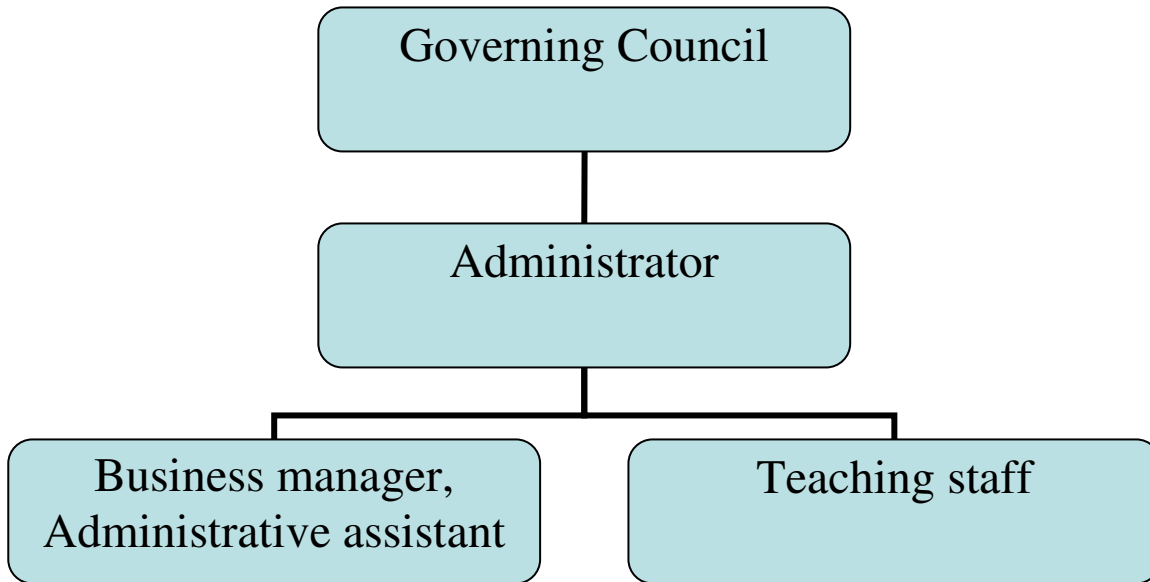 Governing Council
Administrator
Business manager,
Administrative assistant
Teaching staff